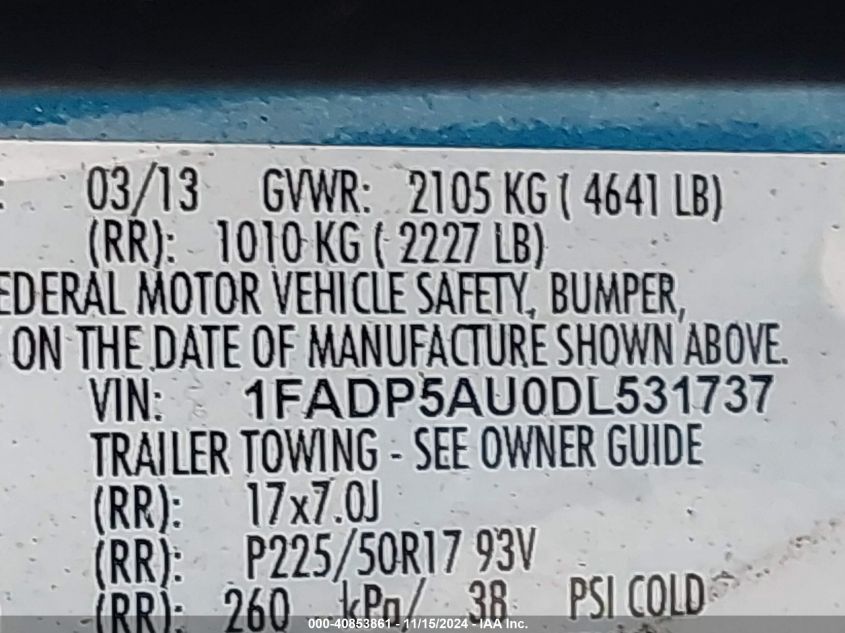 : 03/13 GVWR: 2105 KG ( 4641 LB)
(RR): 1010 KG ( 2227 LB)
EDERAL MOTOR VEHICLE SAFETY, BUMPER,
ON THE DATE OF MANUFACTURE SHOWN ABOVE.
VIN: 1FADP5AU0DL531737
TRAILER TOWING - SEE OWNER GUIDE
(RR): 17x7.0J
(RR): P225/50R17 93V
(RR): 260 kPa/ 38 PSI COLD
000-40853861 - 11/15/2024 - IAA Inc.